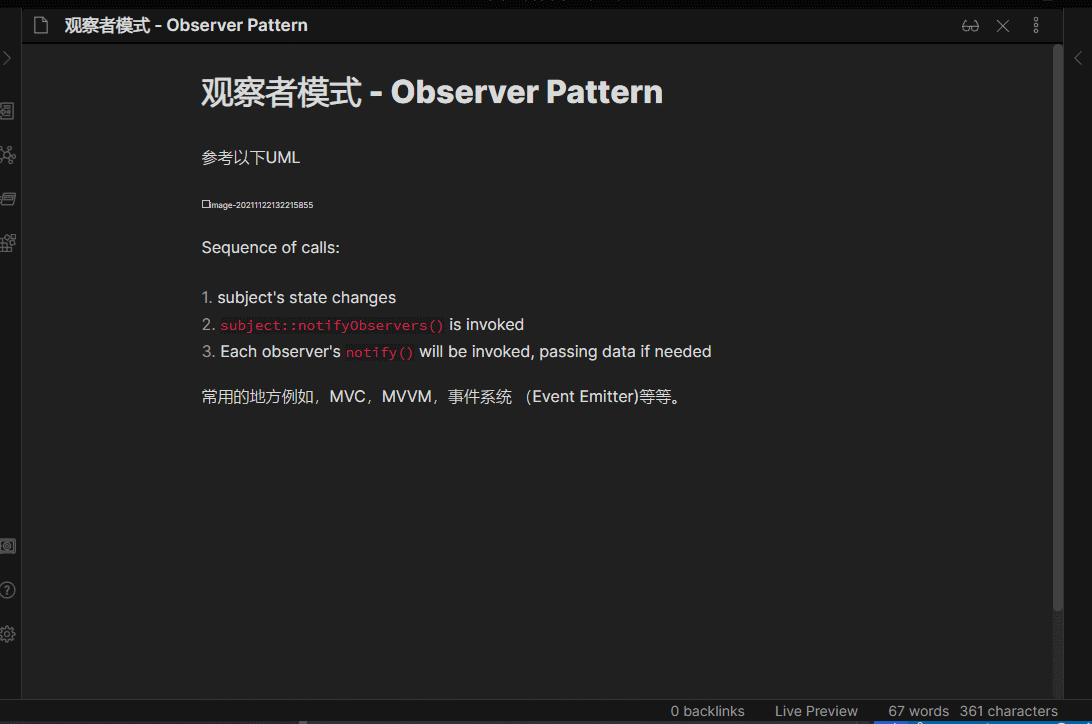 观察者模式 - Observer Pattern
观察者模式 - Observer Pattern
参考以下UML
image-20211122132215855
Sequence of calls:
1. subject's state changes
2. subject::notifyObservers() is invoked
3. Each observer's notify() will be invoked, passing data if needed
常用的地方例如，MVC，MVVM，事件系统 （Event Emitter)等等。
0 backlinks Live Preview 67 words 361 characters